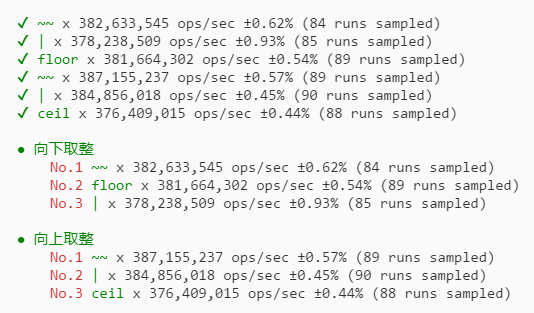 ✔ ~~ x 382,633,545 ops/sec ±0.62% (84 runs sampled)
✔ | x 378,238,509 ops/sec ±0.93% (85 runs sampled)
✔ floor x 381,664,302 ops/sec ±0.54% (89 runs sampled)
✔ ~~ x 387,155,237 ops/sec ±0.57% (89 runs sampled)
✔ | x 384,856,018 ops/sec ±0.45% (90 runs sampled)
✔ ceil x 376,409,015 ops/sec ±0.44% (88 runs sampled)
● 向下取整
No.1 ~~ x 382,633,545 ops/sec ±0.62% (84 runs sampled)
No.2 floor x 381,664,302 ops/sec ±0.54% (89 runs sampled)
No.3 | x 378,238,509 ops/sec ±0.93% (85 runs sampled)
● 向上取整
No.1 ~~ x 387,155,237 ops/sec ±0.57% (89 runs sampled)
No.2 | x 384,856,018 ops/sec ±0.45% (90 runs sampled)
No.3 ceil x 376,409,015 ops/sec ±0.44% (88 runs sampled)